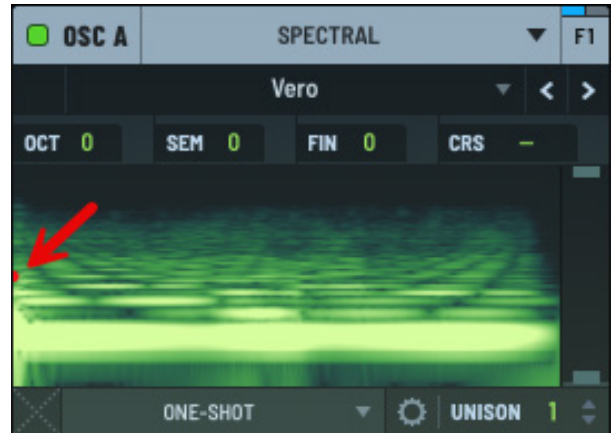 OSC A SPECTRAL F1
Vero < >
OCT 0 SEM 0 FIN 0 CRS –
ONE-SHOT UNISON 1